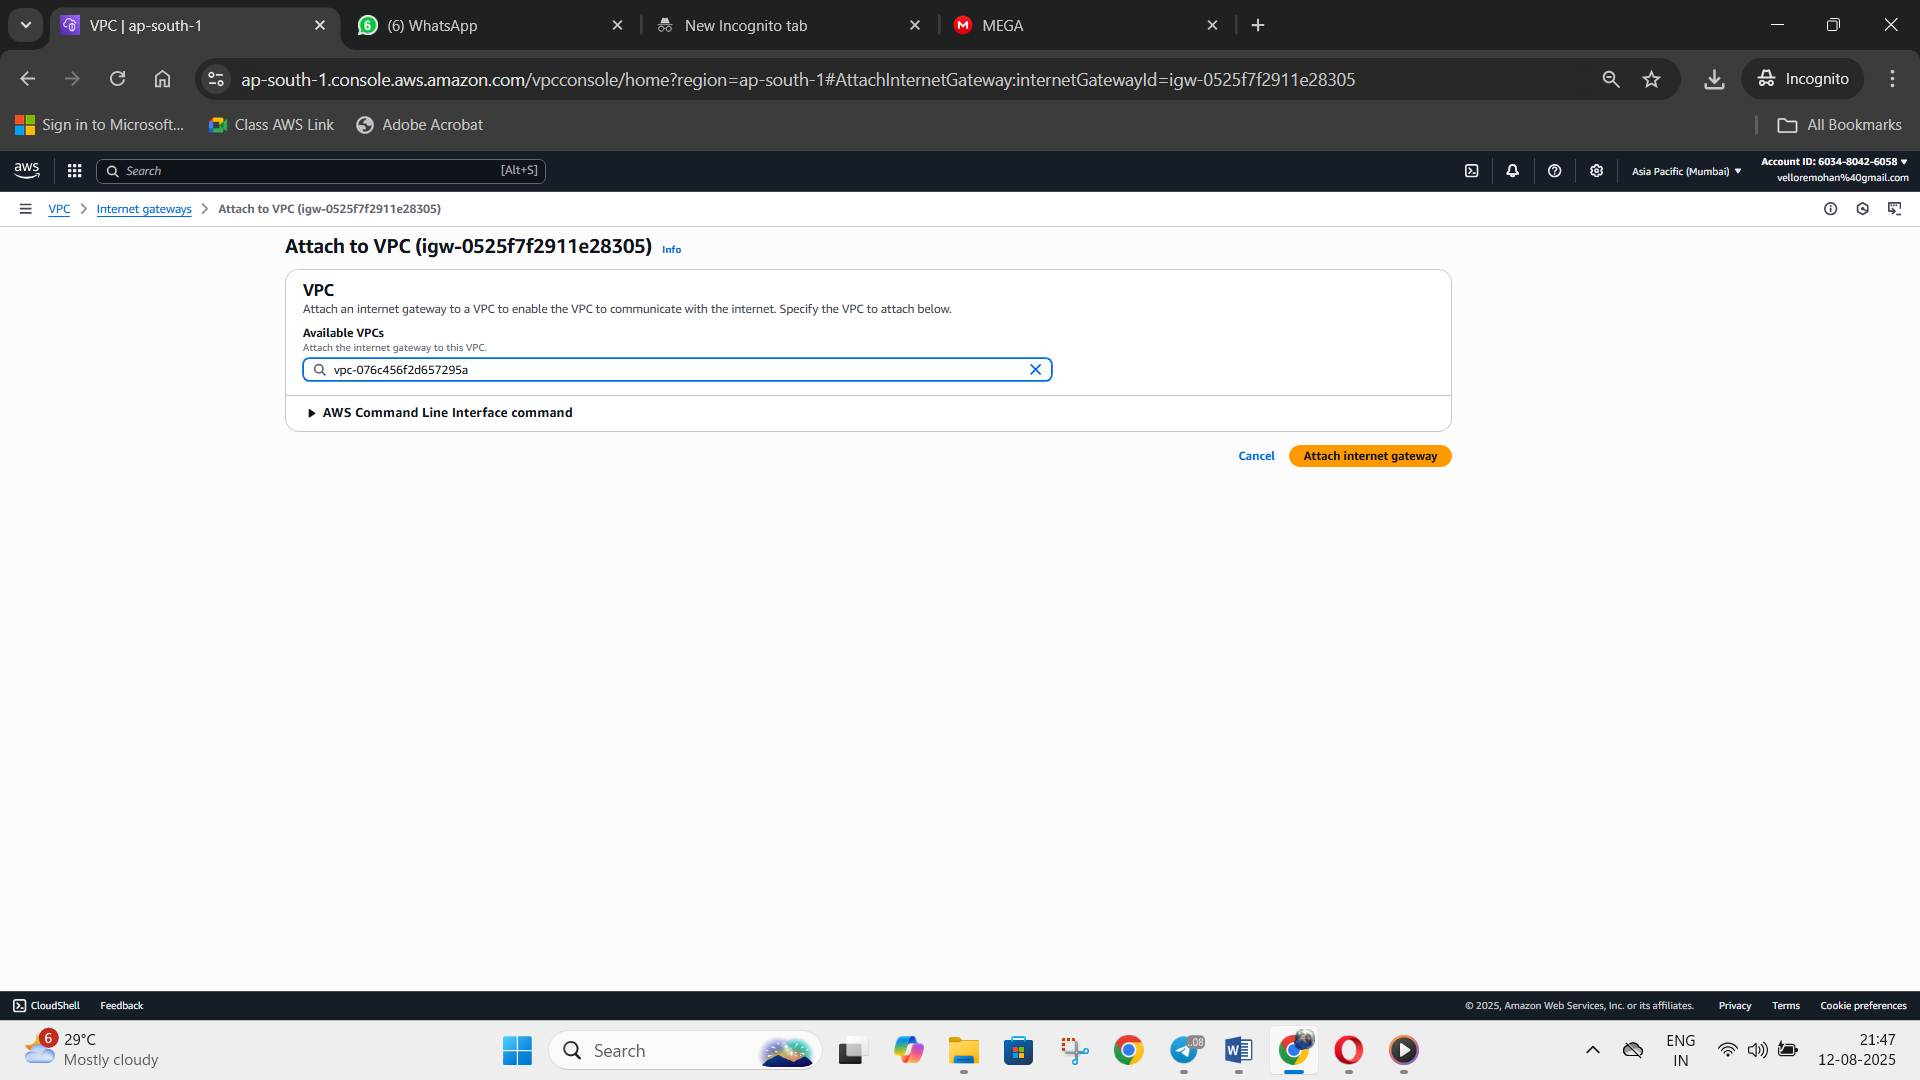 VPC | ap-south-1
(6) WhatsApp
New Incognito tab
MEGA
ap-south-1.console.aws.amazon.com/vpcconsole/home?region=ap-south-1#AttachInternetGateway:internetGatewayId=igw-0525f7f2911e28305
Incognito
Sign in to Microsoft...
Class AWS Link
Adobe Acrobat
All Bookmarks
aws
Search
[Alt+S]
Asia Pacific (Mumbai)
Account ID: 6034-8042-6058
velloremohan%40gmail.com
VPC
Internet gateways
Attach to VPC (igw-0525f7f2911e28305)
Attach to VPC (igw-0525f7f2911e28305) Info
VPC
Attach an internet gateway to a VPC to enable the VPC to communicate with the internet. Specify the VPC to attach below.
Available VPCs
Attach the internet gateway to this VPC.
vpc-076c456f2d657295a
AWS Command Line Interface command
Cancel
Attach internet gateway
CloudShell
Feedback
© 2025, Amazon Web Services, Inc. or its affiliates.
Privacy
Terms
Cookie preferences
6
29°C
Mostly cloudy
Search
.08
ENG
IN
21:47
12-08-2025